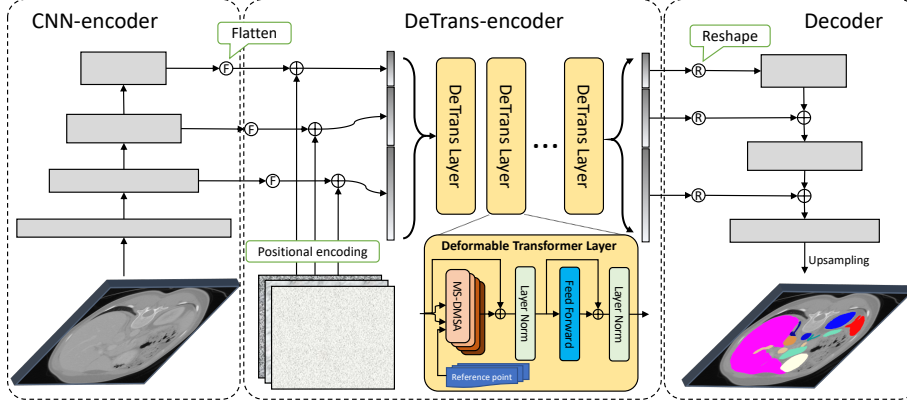 CNN-encoder
DeTrans-encoder
Decoder
Flatten
Reshape
F
F
F
R
R
R
DeTrans Layer
DeTrans Layer
...
DeTrans Layer
Positional encoding
Deformable Transformer Layer
MS-DMSA
Layer Norm
Feed Forward
Layer Norm
Reference point
Upsampling